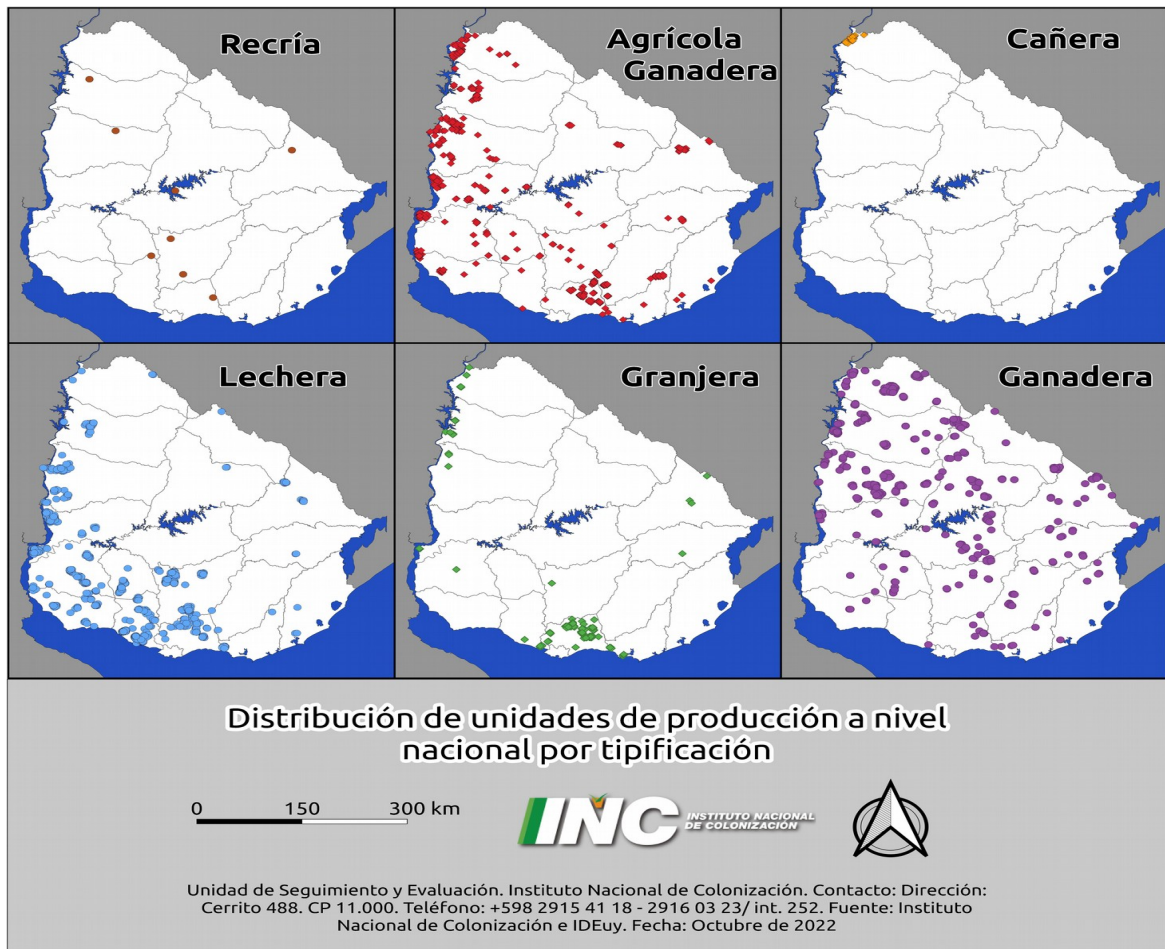 Recría
Agrícola
Ganadera
Cañera
Lechera
Granjera
Ganadera
Distribución de unidades de producción a nivel
nacional por tipificación
0 150 300 km
INC INSTITUTO NACIONAL
DE COLONIZACIÓN
Unidad de Seguimiento y Evaluación. Instituto Nacional de Colonización. Contacto: Dirección:
Cerrito 488. CP 11.000. Teléfono: +598 2915 41 18 - 2916 03 23/ int. 252. Fuente: Instituto
Nacional de Colonización e IDEuy. Fecha: Octubre de 2022